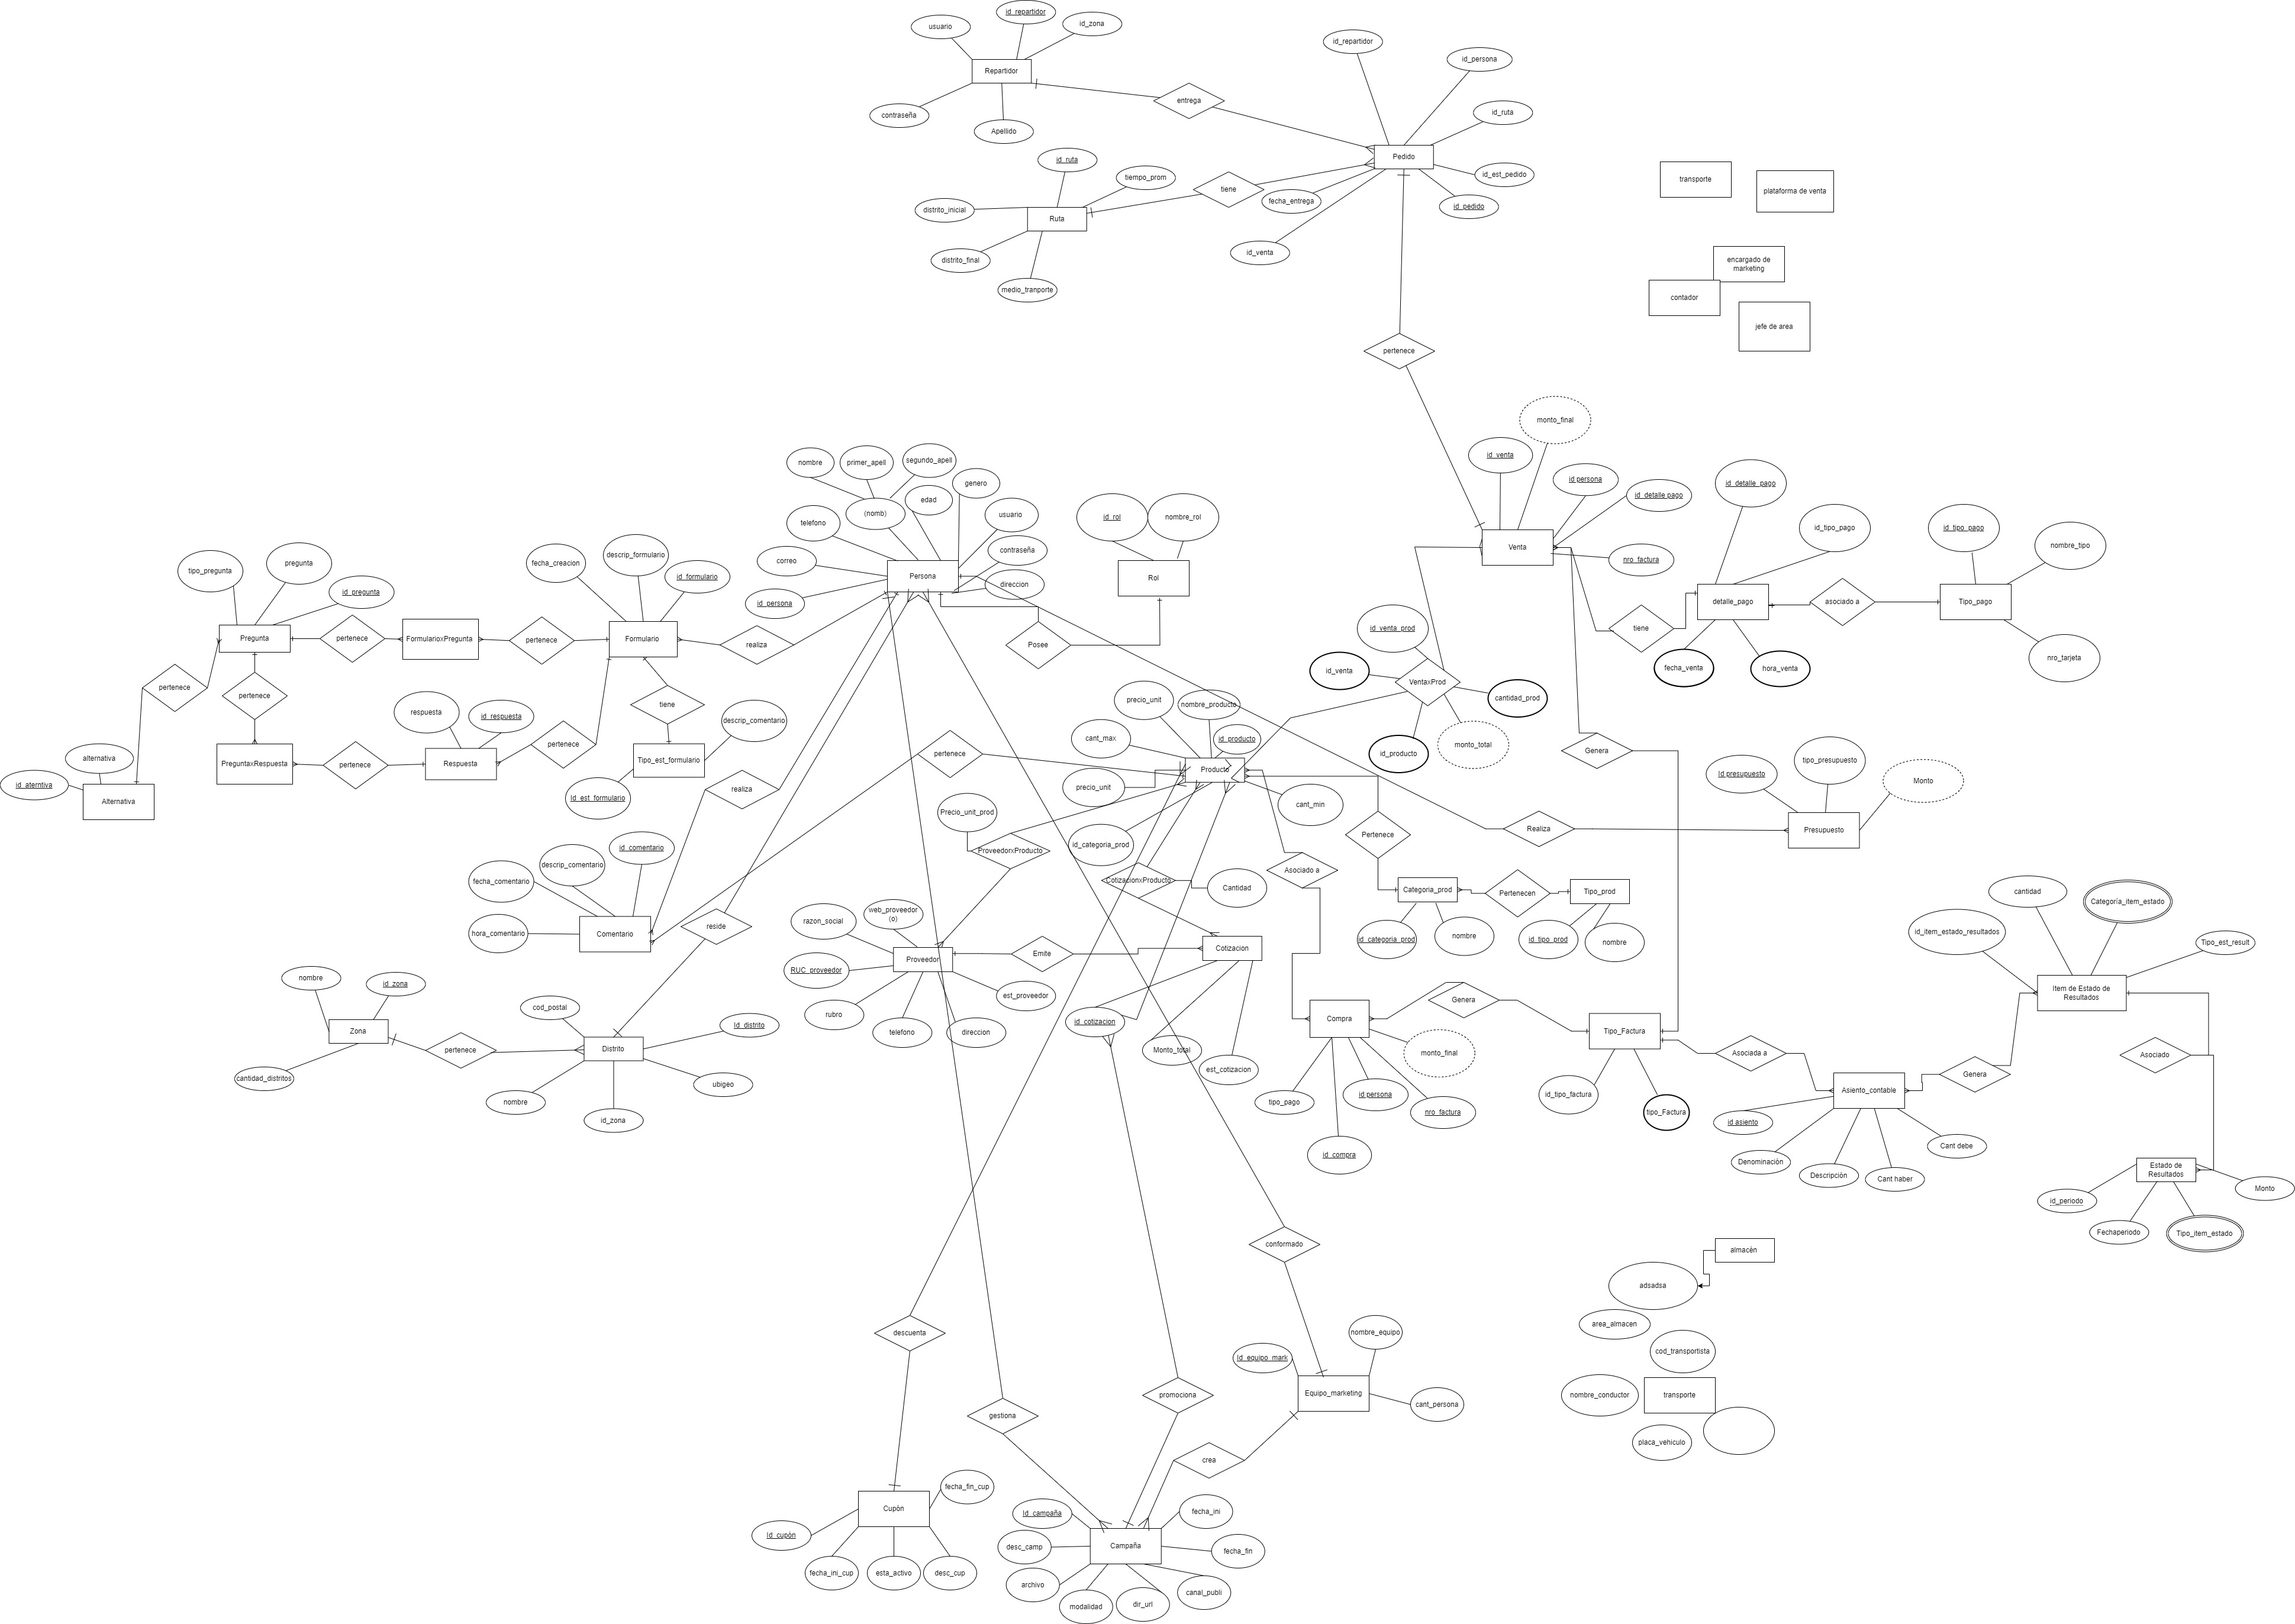 id_repartidor
usuario
id_zona
Repartidor
contraseña
Apellido
entrega
id_repartidor
id_persona
id_ruta
Pedido
id_est_pedido
fecha_entrega
id_pedido
id_venta
id_ruta
tiempo_prom
distrito_inicial
Ruta
tiene
distrito_final
medio_tranporte
transporte
plataforma de venta
encargado de
marketing
contador
jefe de area
pertenece
monto_final
id_venta
id persona
id_detalle pago
Venta
nro_factura
id_detalle_pago
id_tipo_pago
detalle_pago
tiene
fecha_venta
hora_venta
asociado a
id_tipo_pago
nombre_tipo
Tipo_pago
nro_tarjeta
nombre
primer_apell
segundo_apell
(nomb)
edad
genero
telefono
usuario
correo
contraseña
Persona
direccion
id_persona
id_rol
nombre_rol
Rol
Posee
tipo_pregunta
pregunta
id_pregunta
Pregunta
pertenece
FormularioxPregunta
pertenece
fecha_creacion
descrip_formulario
id_formulario
Formulario
realiza
pertenece
pertenece
respuesta
id_respuesta
pertenece
tiene
descrip_comentario
PreguntaxRespuesta
pertenece
Respuesta
Tipo_est_formulario
Id_est_formulario
alternativa
id_aterntiva
Alternativa
realiza
id_venta_prod
id_venta
VentaxProd
cantidad_prod
id_producto
monto_total
precio_unit
nombre_producto
cant_max
id_producto
pertenece
Producto
precio_unit
cant_min
Precio_unit_prod
id_categoria_prod
ProveedorxProducto
CotizacionxProducto
Cantidad
Asociado a
Pertenece
Genera
Realiza
Id presupuesto
tipo_presupuesto
Monto
Presupuesto
Categoria_prod
Pertenecen
Tipo_prod
id_categoria_prod
nombre
id_tipo_prod
nombre
id_comentario
descrip_comentario
fecha_comentario
hora_comentario
Comentario
reside
razon_social
web_proveedor
(o)
Proveedor
Emite
Cotizacion
RUC_proveedor
est_proveedor
rubro
telefono
direccion
id_cotizacion
Monto_total
est_cotizacion
nombre
id_zona
Zona
pertenece
cantidad_distritos
cod_postal
Id_distrito
Distrito
nombre
ubigeo
id_zona
Compra
Genera
monto_final
tipo_pago
id persona
nro_factura
id_compra
Tipo_Factura
id_tipo_factura
tipo_Factura
Asociada a
Asiento_contable
id asiento
Denominación
Descripción
Cant haber
Cant debe
Genera
cantidad
Categoría_item_estado
id_item_estado_resultados
Tipo_est_result
Item de Estado de
Resultados
Asociado
Estado de
Resultados
id_periodo
Fechaperiodo
Tipo_item_estado
Monto
conformado
almacén
adsadsa
area_almacen
cod_transportista
nombre_conductor
transporte
placa_vehiculo
descuenta
gestiona
promociona
crea
nombre_equipo
Id_equipo_mark
Equipo_marketing
cant_persona
fecha_fin_cup
Cupón
Id_cupón
fecha_ini_cup
esta_activo
desc_cup
Id_campaña
fecha_ini
desc_camp
Campaña
fecha_fin
archivo
modalidad
dir_url
canal_publi